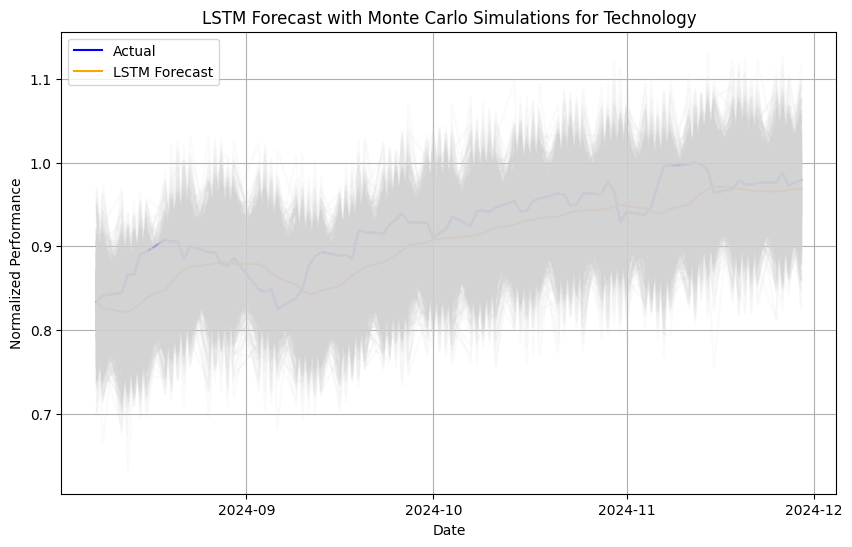 LSTM Forecast with Monte Carlo Simulations for Technology
Actual
LSTM Forecast
1.1
1.0
0.9
0.8
0.7
Normalized Performance
2024-09
2024-10
2024-11
2024-12
Date